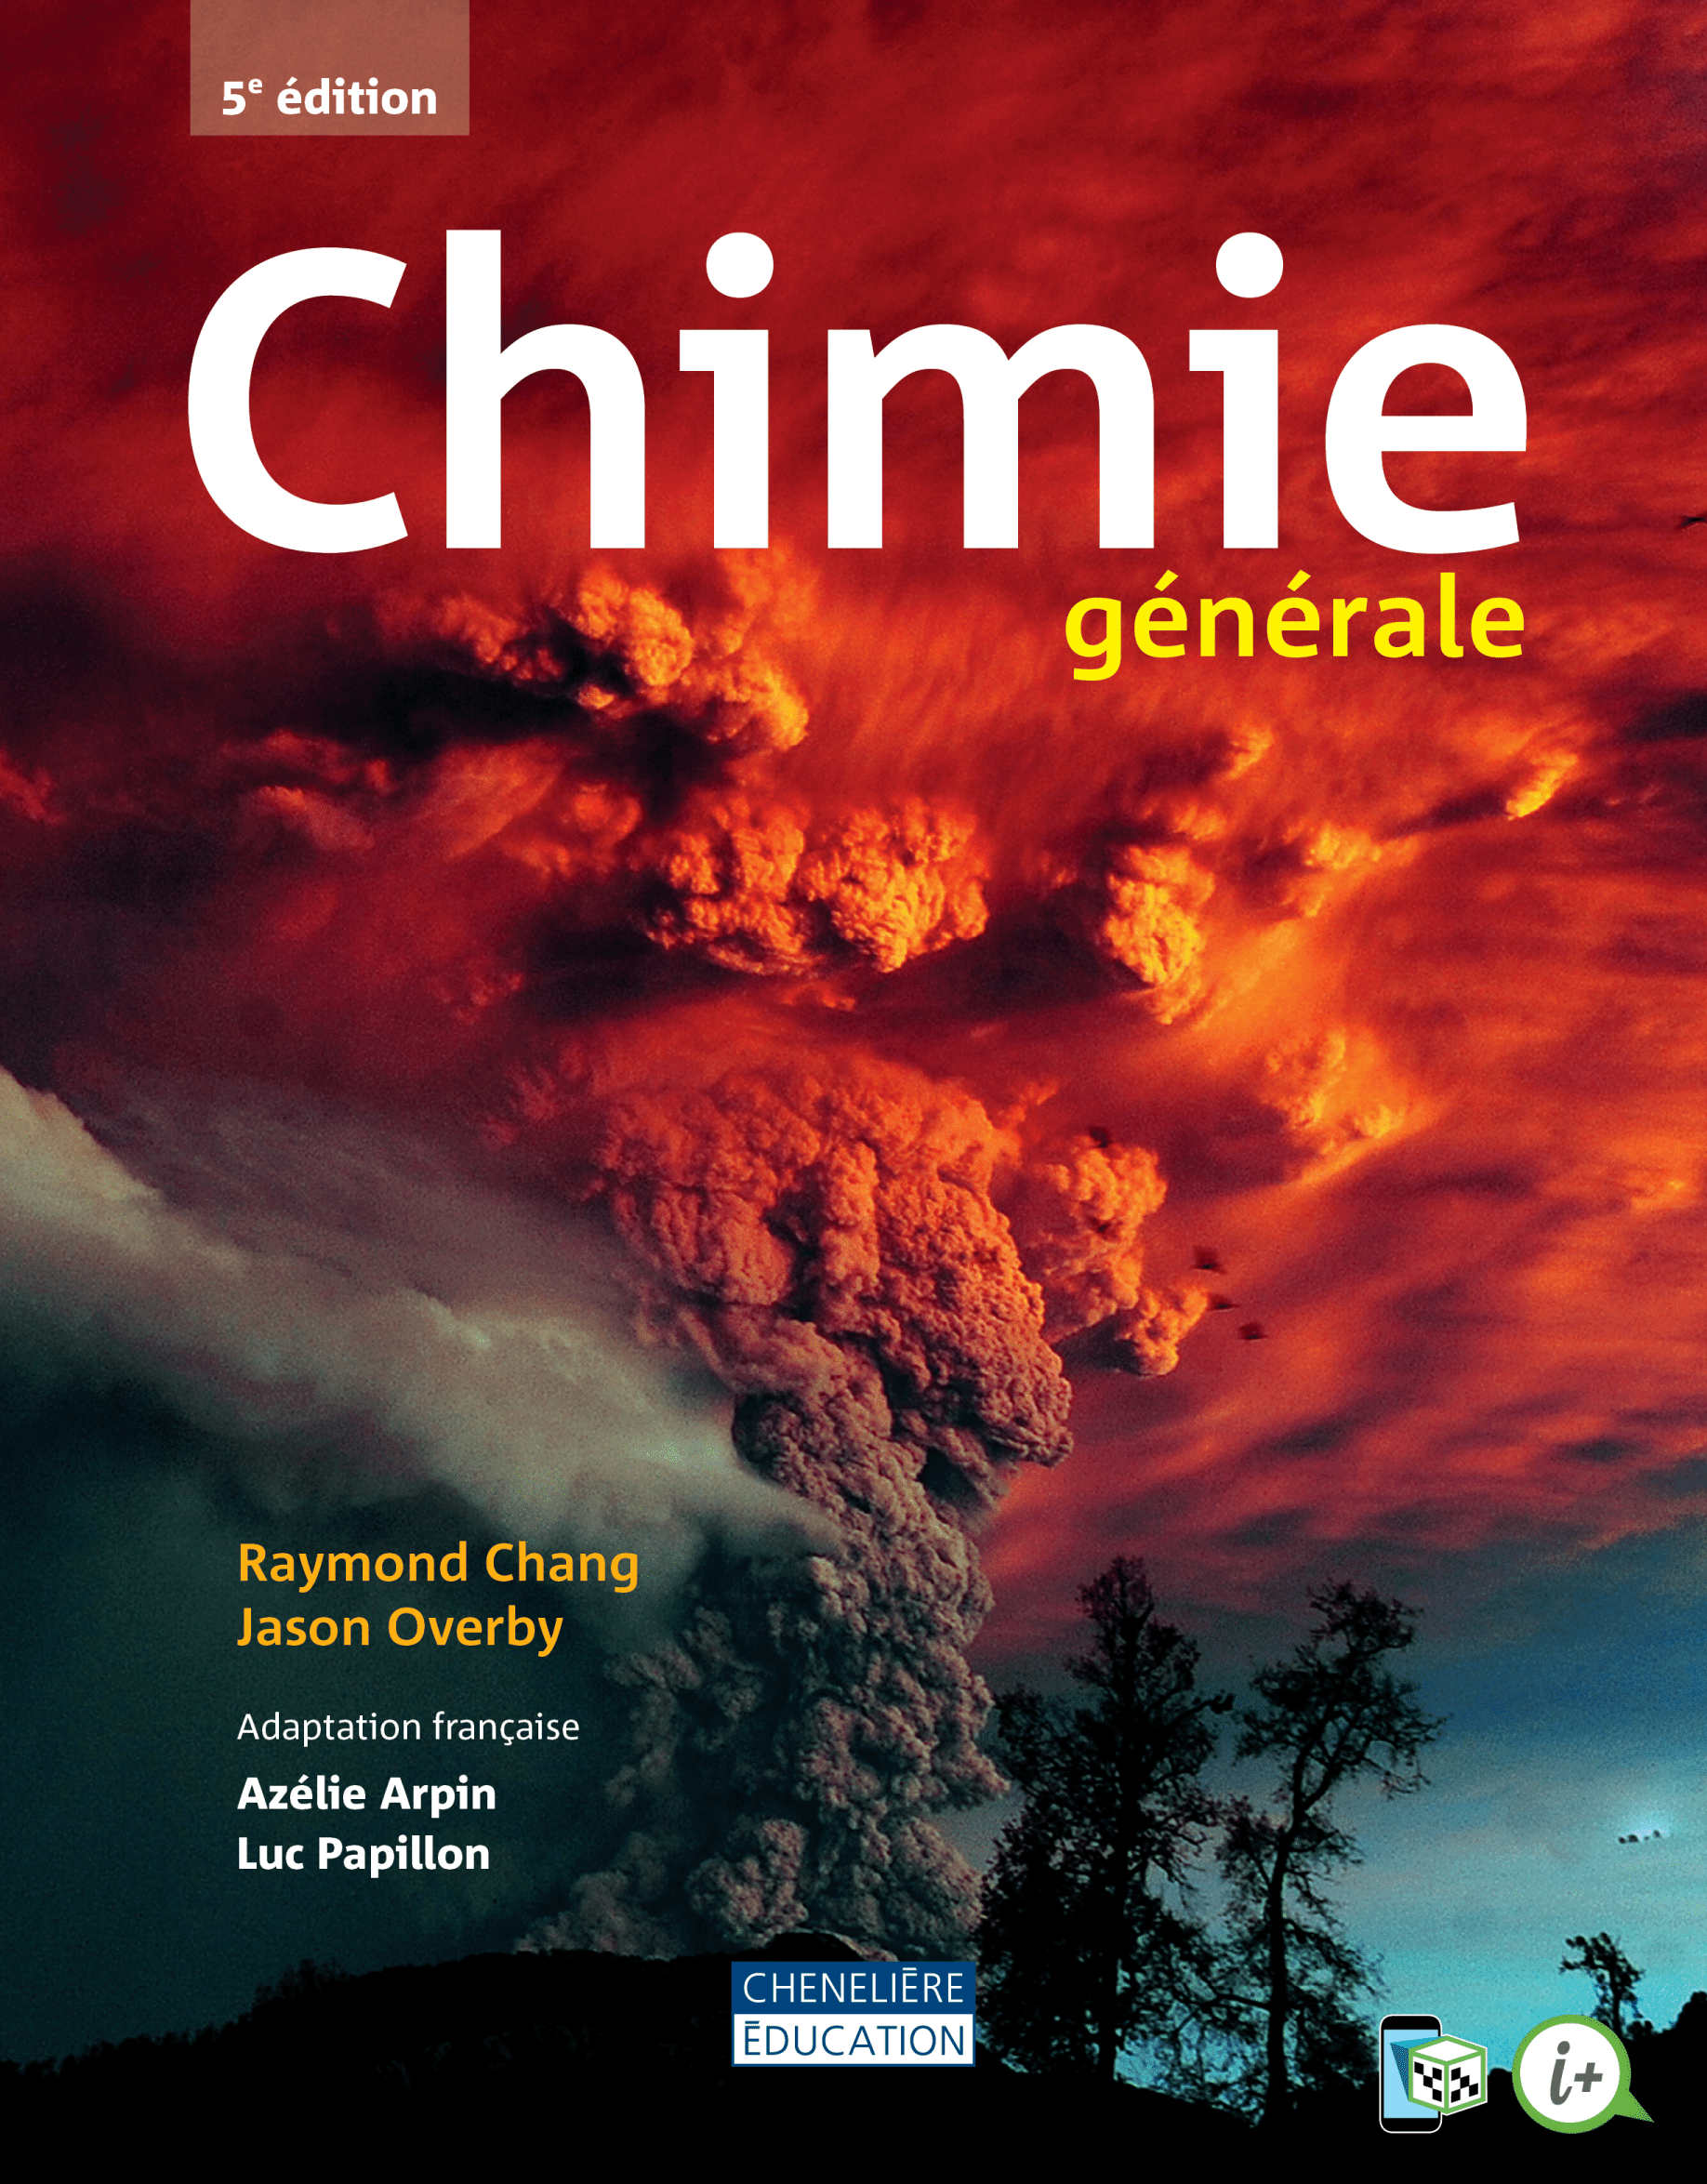 5e édition
Chimie
générale
Raymond Chang
Jason Overby
Adaptation française
Azélie Arpin
Luc Papillon
CHENELIÈRE
ÉDUCATION
i+